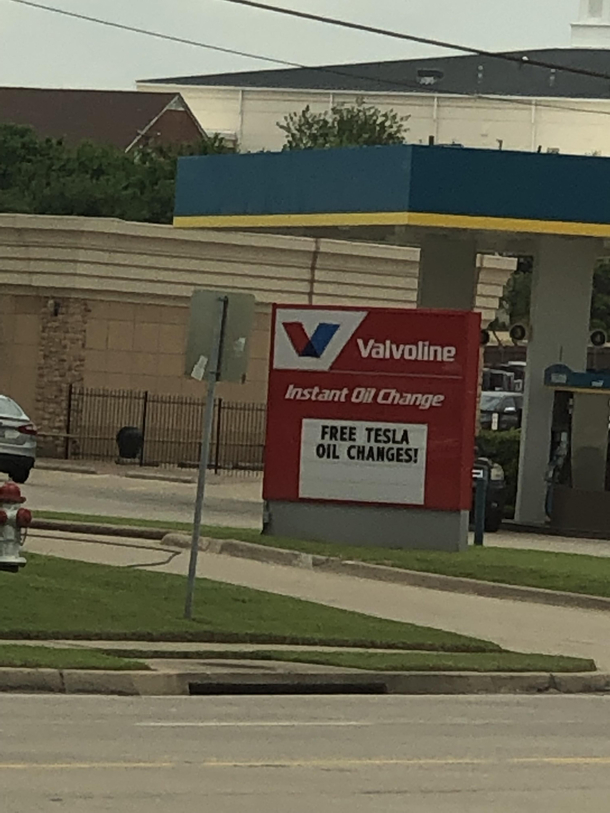 Valvoline
Instant Oil Change
FREE TESLA
OIL CHANGES!